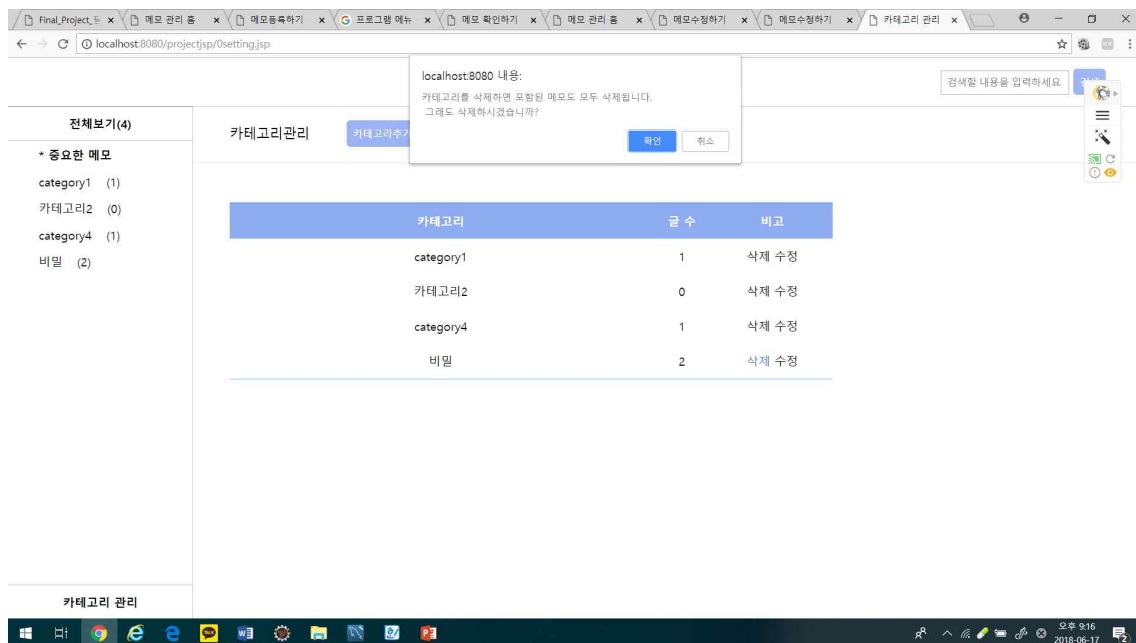 Final_Project_
메모 관리 홈
메모등록하기
프로그램 메뉴
메모 확인하기
메모 관리 홈
메모수정하기
메모수정하기
카테고리 관리
localhost:8080/projectjsp/0setting.jsp
localhost:8080 내용:
카테고리를 삭제하면 포함된 메모도 모두 삭제됩니다.
그래도 삭제하시겠습니까?
확인 취소
검색할 내용을 입력하세요
전체보기(4)
* 중요한 메모
category1 (1)
카테고리2 (0)
category4 (1)
비밀 (2)
카테고리 관리
카테고리관리 카테고리추가
카테고리 글 수 비고
category1 1 삭제 수정
카테고리2 0 삭제 수정
category4 1 삭제 수정
비밀 2 삭제 수정
오후 9:16
2018-06-17